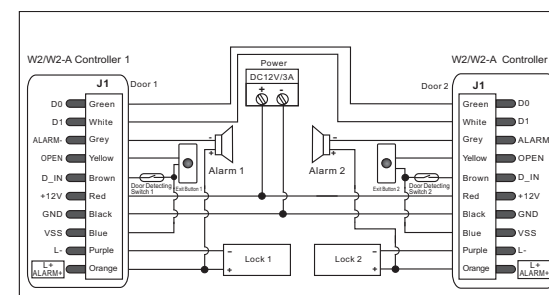 W2/W2-A Controller 1
J1
Door 1
D0 Green
D1 White
ALARM- Grey
OPEN Yellow
D_IN Brown
+12V Red
GND Black
VSS Blue
L- Purple
L+
ALARM+
Orange
Power
DC12V/3A
+ -
-
+
Alarm 1
Exit Button 1
Door Detecting
Switch 1
-
Lock 1
+
-
+
Alarm 2
Exit Button 2
Door Detecting
Switch 2
-
Lock 2
+
W2/W2-A Controller
Door 2
J1
Green D0
White D1
Grey ALARM
Yellow OPEN
Brown D_IN
Red +12V
Black GND
Blue VSS
Purple L-
Orange
L+
ALARM+